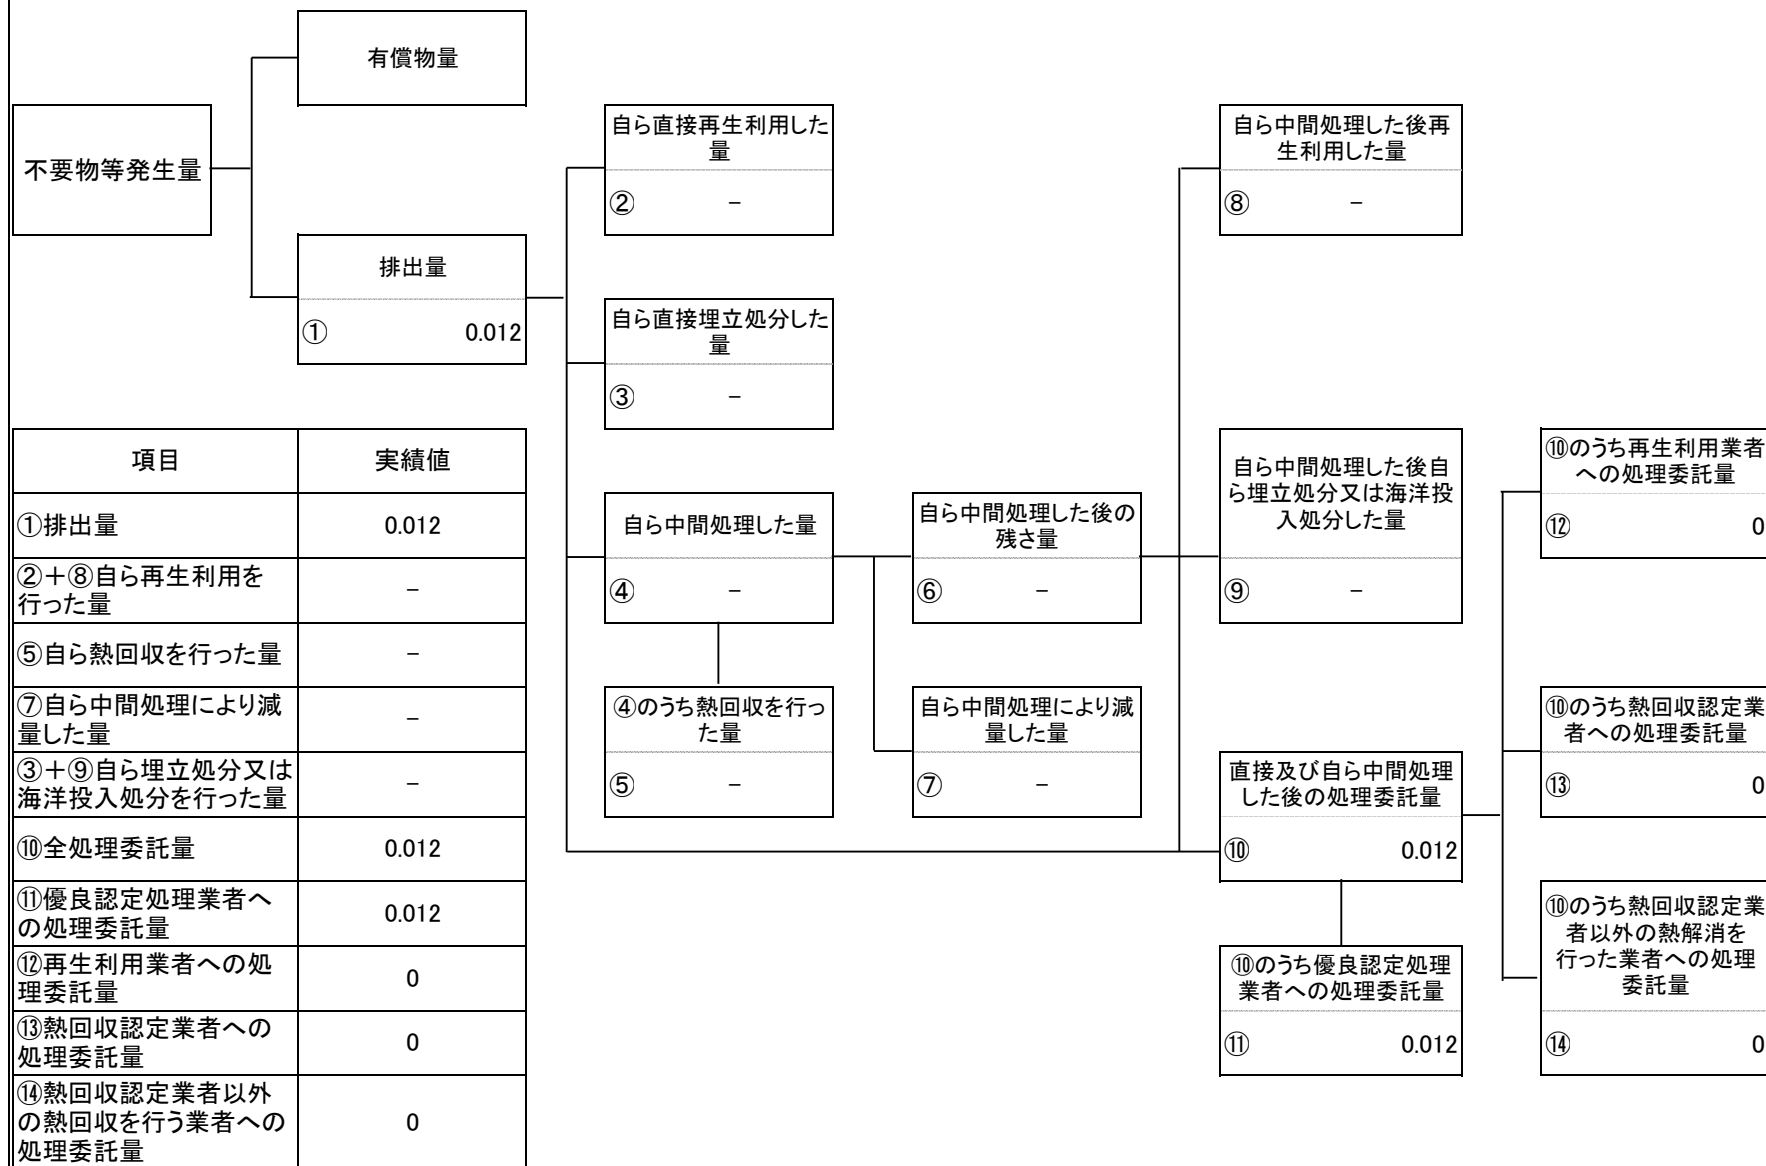 有償物量
不要物等発生量
排出量
① 0.012
自ら直接再生利用した
量
② －
自ら直接埋立処分した
量
③ －
自ら中間処理した量
④ －
④のうち熱回収を行っ
た量
⑤ －
自ら中間処理した後の
残さ量
⑥ －
自ら中間処理により減
量した量
⑦ －
自ら中間処理した後再
生利用した量
⑧ －
自ら中間処理した後自
ら埋立処分又は海洋投
入処分した量
⑨ －
直接及び自ら中間処理
した後の処理委託量
⑩ 0.012
⑩のうち優良認定処理
業者への処理委託量
⑪ 0.012
⑩のうち再生利用業者
への処理委託量
⑫ 0
⑩のうち熱回収認定業
者への処理委託量
⑬ 0
⑩のうち熱回収認定業
者以外の熱解消を
行った業者への処理
委託量
⑭ 0
項目 実績値
①排出量 0.012
②＋⑧自ら再生利用を
行った量 －
⑤自ら熱回収を行った量 －
⑦自ら中間処理により減
量した量 －
③＋⑨自ら埋立処分又は
海洋投入処分を行った量 －
⑩全処理委託量 0.012
⑪優良認定処理業者へ
の処理委託量 0.012
⑫再生利用業者への処
理委託量 0
⑬熱回収認定業者への
処理委託量 0
⑭熱回収認定業者以外
の熱回収を行う業者への
処理委託量 0